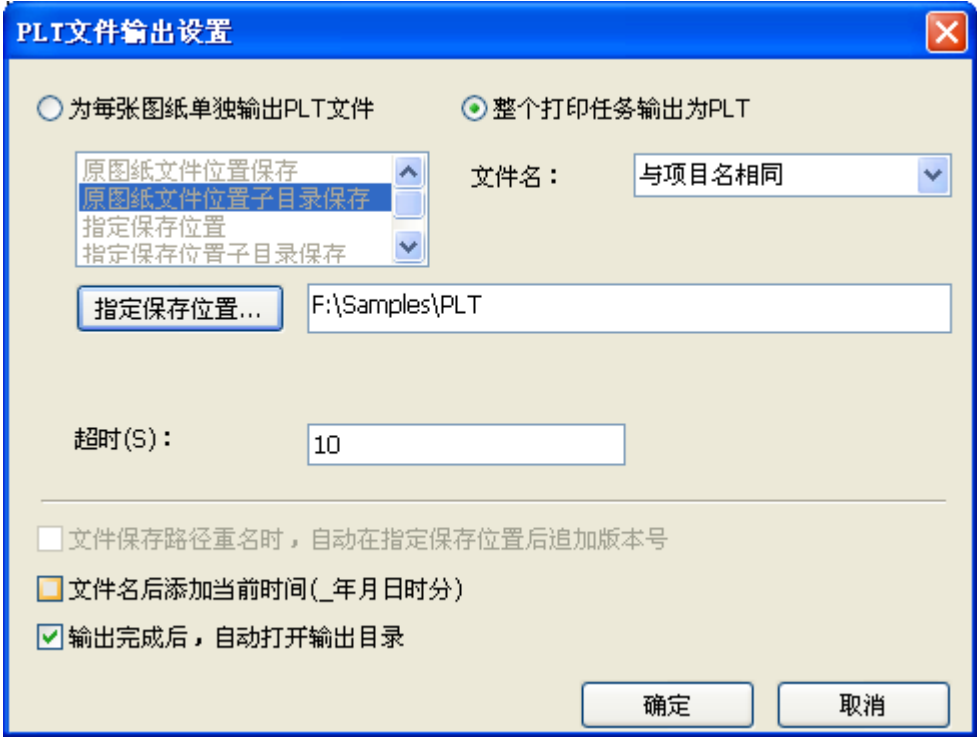 PLT文件输出设置
为每张图纸单独输出PLT文件
整个打印任务输出为PLT
原图纸文件位置保存
原图纸文件位置子目录保存
指定保存位置
指定保存位置子目录保存
文件名：
与项目名相同
指定保存位置...
F:\Samples\PLT
超时(S)：
10
文件保存路径重名时，自动在指定保存位置后追加版本号
文件名后添加当前时间(_年月日时分)
输出完成后，自动打开输出目录
确定
取消